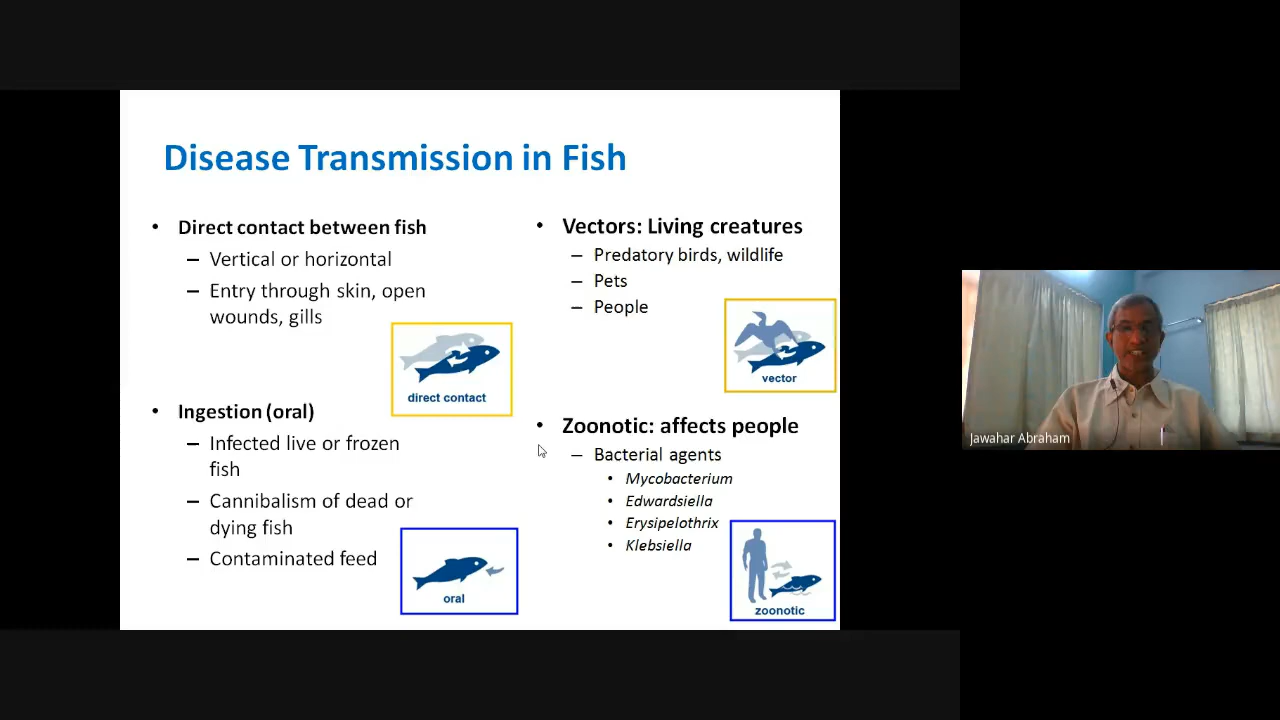 Disease Transmission in Fish
• Direct contact between fish
– Vertical or horizontal
– Entry through skin, open
wounds, gills
direct contact
• Ingestion (oral)
– Infected live or frozen
fish
– Cannibalism of dead or
dying fish
– Contaminated feed
oral
• Vectors: Living creatures
– Predatory birds, wildlife
– Pets
– People
vector
• Zoonotic: affects people
– Bacterial agents
• Mycobacterium
• Edwardsiella
• Erysipelothrix
• Klebsiella
zoonotic
Jawahar Abraham